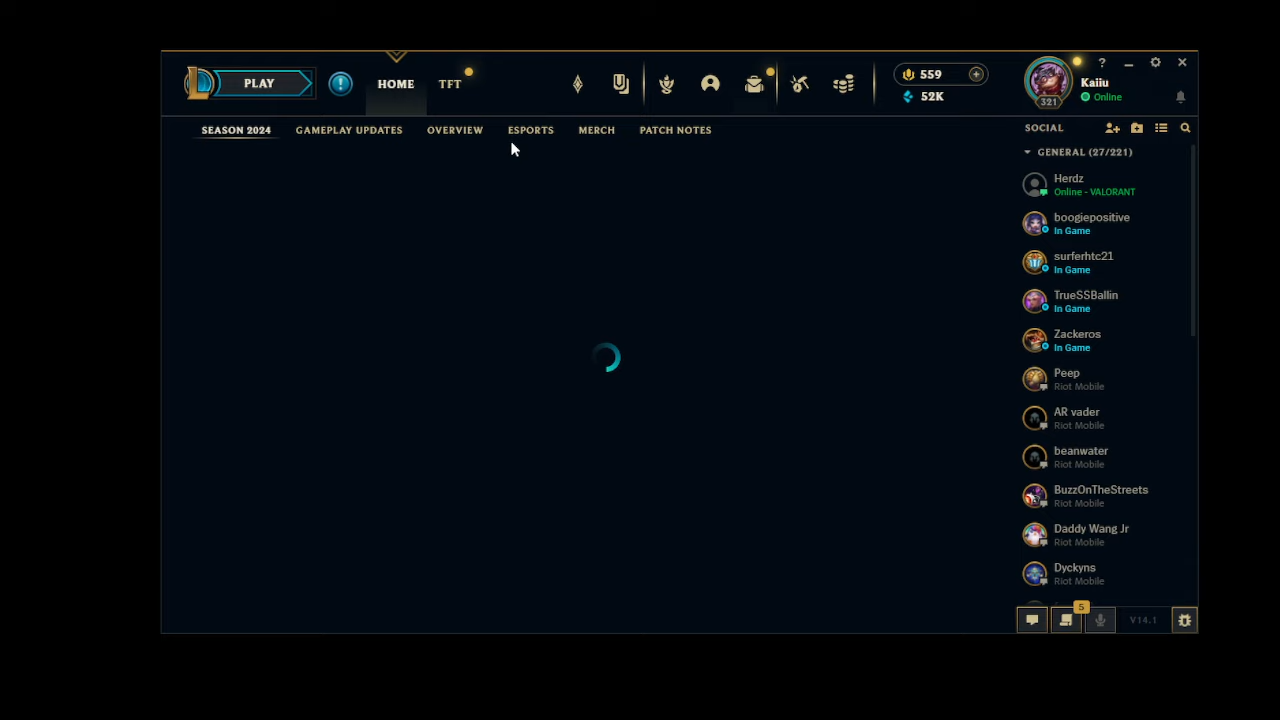 PLAY
HOME
TFT
559
52K
321
Kaiiu
Online
SEASON 2024
GAMEPLAY UPDATES
OVERVIEW
ESPORTS
MERCH
PATCH NOTES
SOCIAL
GENERAL (27/221)
Herdz
Online - VALORANT
boogiepositive
In Game
surferhtc21
In Game
TrueSSBallin
In Game
Zackeros
In Game
Peep
Riot Mobile
AR vader
Riot Mobile
beanwater
Riot Mobile
BuzzOnTheStreets
Riot Mobile
Daddy Wang Jr
Riot Mobile
Dyckyns
Riot Mobile
5
V14.1